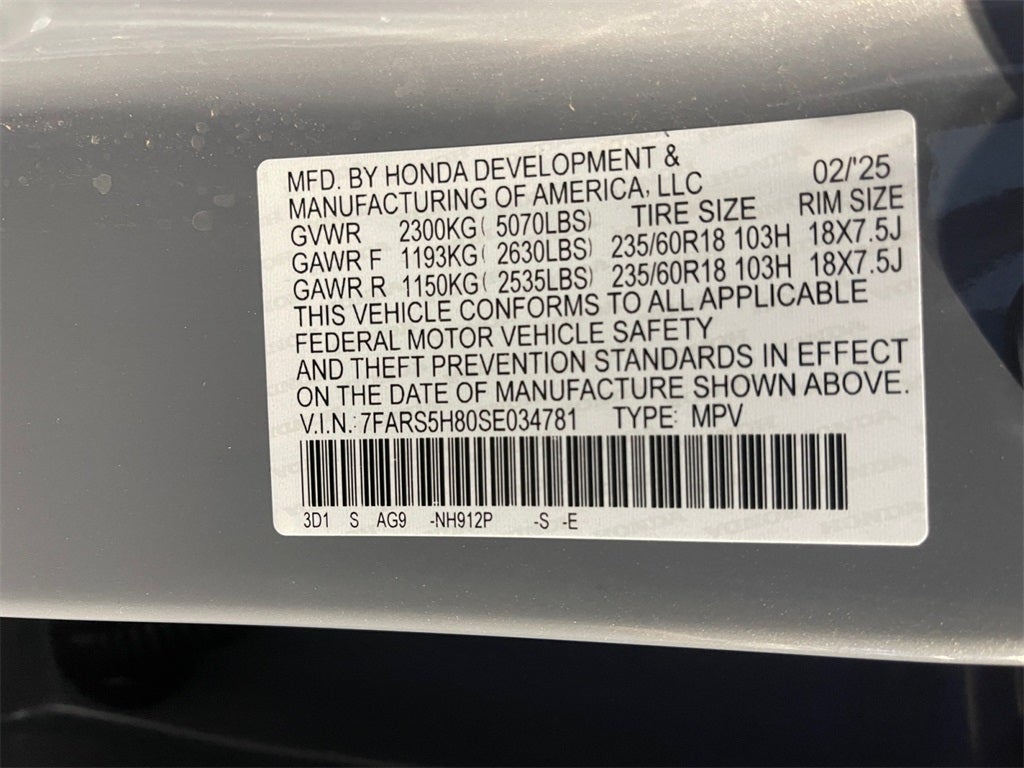 MFD. BY HONDA DEVELOPMENT & 02/'25
MANUFACTURING OF AMERICA, LLC
TIRE SIZE RIM SIZE
GVWR 2300KG( 5070LBS)
GAWR F 1193KG( 2630LBS) 235/60R18 103H 18X7.5J
GAWR R 1150KG( 2535LBS) 235/60R18 103H 18X7.5J
THIS VEHICLE CONFORMS TO ALL APPLICABLE
FEDERAL MOTOR VEHICLE SAFETY
AND THEFT PREVENTION STANDARDS IN EFFECT
ON THE DATE OF MANUFACTURE SHOWN ABOVE.
V.I.N.: 7FARS5H80SE034781 TYPE: MPV
3D1 S AG9 -NH912P -S -E